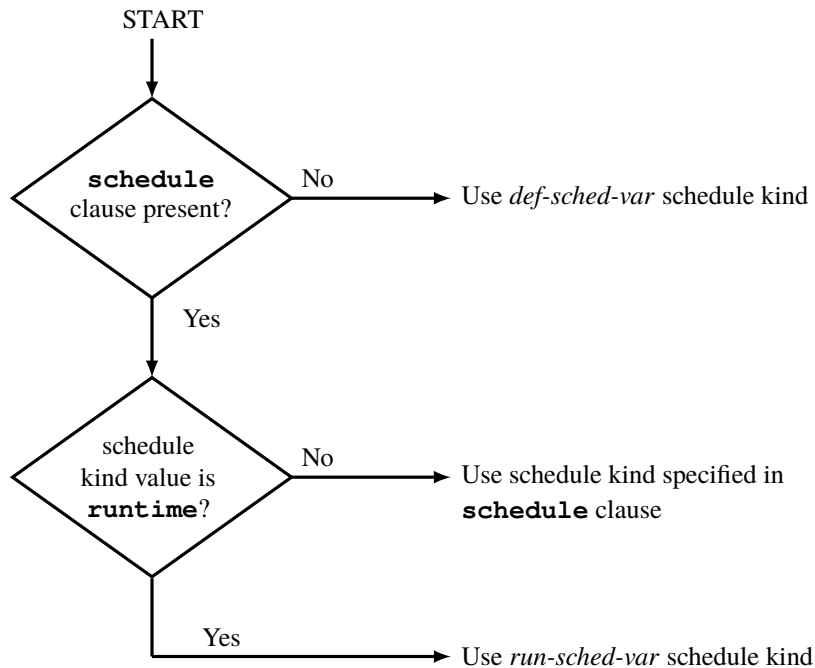 START
schedule
clause present?
No
Use def-sched-var schedule kind
Yes
schedule
kind value is
runtime?
No
Use schedule kind specified in
schedule clause
Yes
Use run-sched-var schedule kind